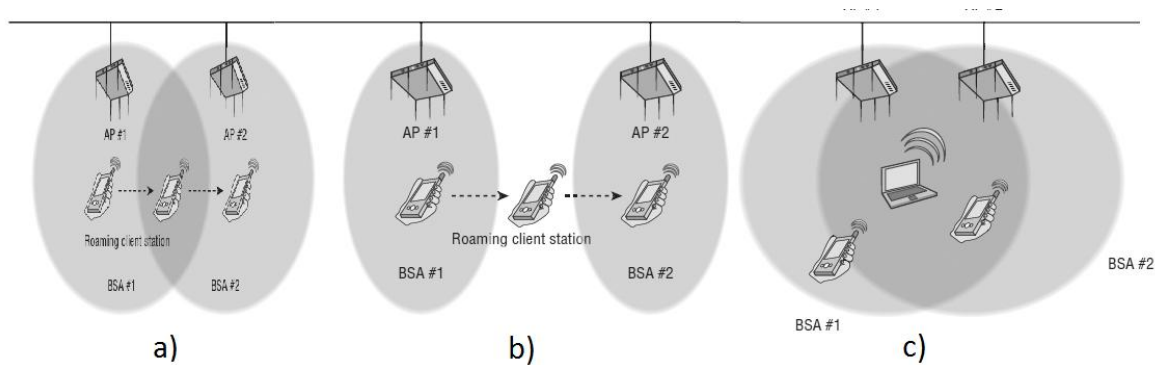 AP #1
AP #2
Roaming client station
BSA #1
BSA #2
a)
AP #1
AP #2
Roaming client station
BSA #1
BSA #2
b)
BSA #2
BSA #1
c)